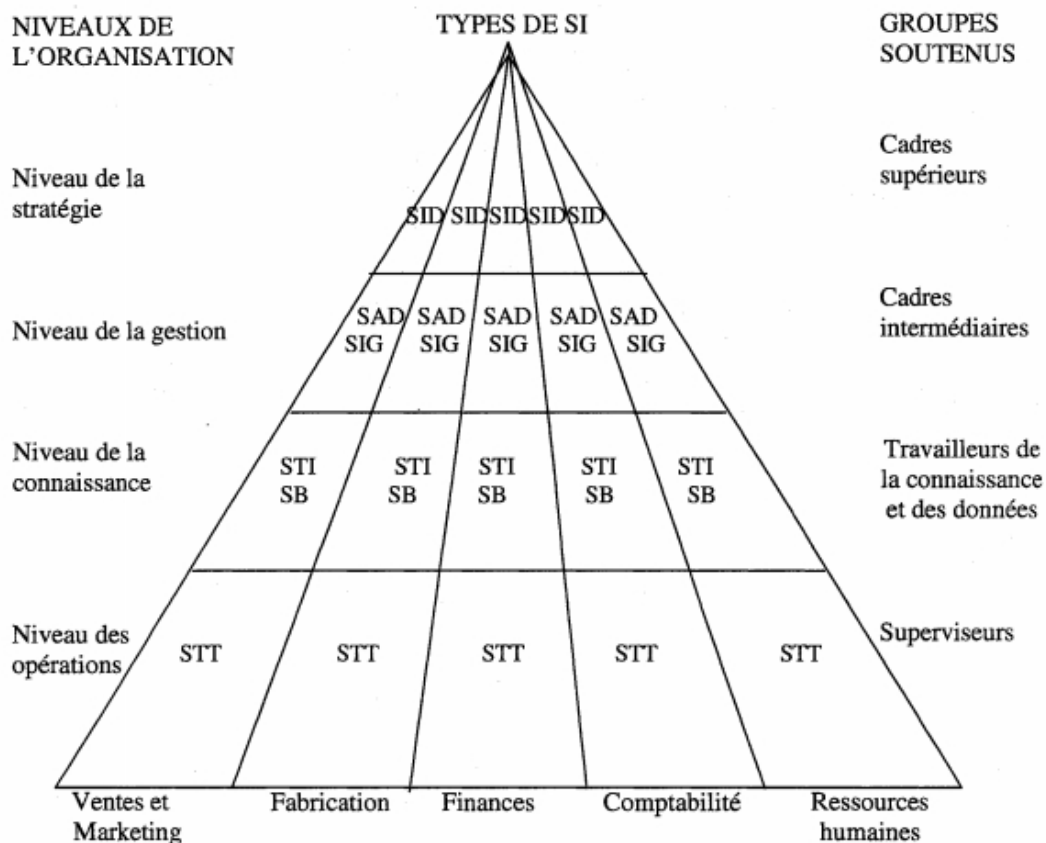 NIVEAUX DE
L'ORGANISATION
TYPES DE SI
GROUPES
SOUTENUS
Niveau de la
stratégie
SID SID SID SID SID
Cadres
supérieurs
Niveau de la gestion
SAD SAD SAD SAD SAD
SIG SIG SIG SIG SIG
Cadres
intermédiaires
Niveau de la
connaissance
STI STI STI STI STI
SB SB SB SB SB
Travailleurs de
la connaissance
et des données
Niveau des
opérations
STT STT STT STT STT
Superviseurs
Ventes et
Marketing
Fabrication
Finances
Comptabilité
Ressources
humaines